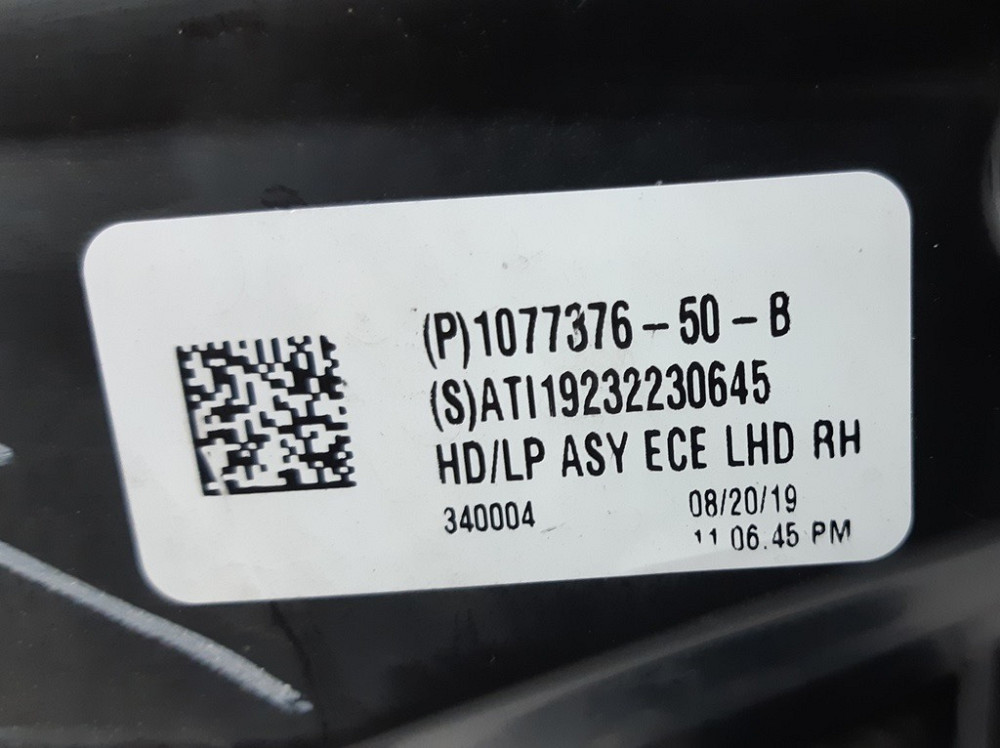 (P)1077376-50-B
(S)ATI19232230645
HD/LP ASY ECE LHD RH
340004 08/20/19
11 06.45 PM